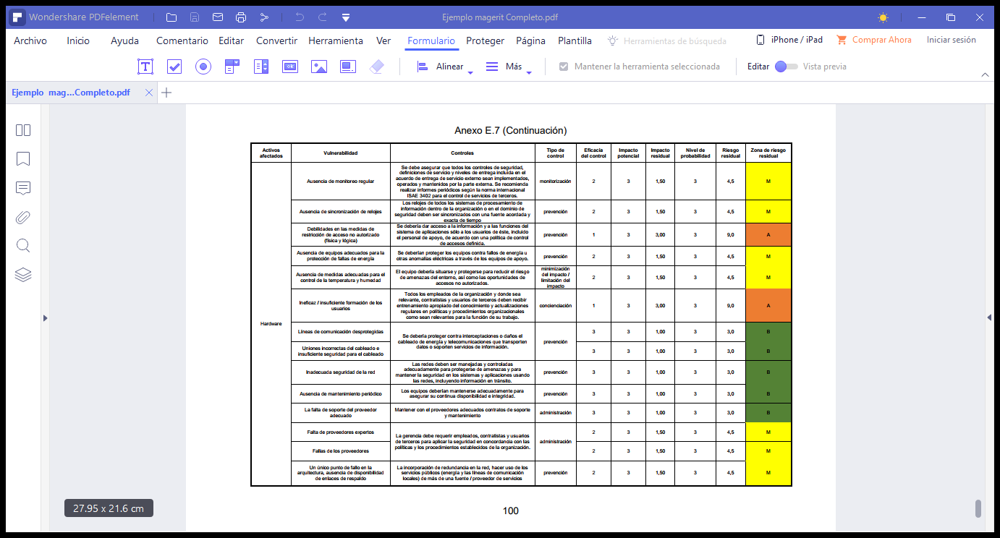 Wondershare PDFelement
Ejemplo magerit Completo.pdf
Archivo Inicio Ayuda Comentario Editar Convertir Herramienta Ver Formulario Proteger Página Plantilla Herramientas de búsqueda iPhone / iPad Comprar Ahora Iniciar sesión
T OK Alinear Más Mantener la herramienta seleccionada Editar Vista previa
Ejemplo mag...Completo.pdf
Anexo E.7 (Continuación)
Activos afectados Vulnerabilidad Controles Tipo de control Eficacia del control Impacto potencial Impacto residual Nivel de probabilidad Riesgo residual Zona de riesgo residual
Hardware
Ausencia de monitoreo regular
Se debe asegurar que todos los controles de seguridad,
definiciones de servicio y niveles de entrega incluida en el
acuerdo de entrega de servicio externo sean implementados,
operados y mantenidos por la parte externa. Se recomienda
realizar informes periódicos según la norma internacional
ISAE 3402 para el control de servicios de terceros.
monitorización 2 3 1,50 3 4,5 M
Ausencia de sincronización de relojes
Los relojes de todos los sistemas de procesamiento de
información dentro de la organización o en el dominio de
seguridad deben ser sincronizados con una fuente acordada y
exacta de tiempo
prevención 2 3 1,50 3 4,5 M
Debilidades en las medidas de
restricción de acceso no autorizado
(física y lógica)
Se debería dar acceso a la información y a las funciones del
sistema de aplicaciones sólo a los usuarios de éste, incluido
el personal de apoyo, de acuerdo con una política de control
de accesos definida.
prevención 1 3 3,00 3 9,0 A
Ausencia de equipos adecuados para la
protección de fallas de energía
Se deberían proteger los equipos contra fallos de energía u
otras anomalías eléctricas a través de los equipos de apoyo.
prevención 2 3 1,50 3 4,5 M
Ausencia de medidas adecuadas para el
control de la temperatura y humedad
El equipo debería situarse y protegerse para reducir el riesgo
de amenazas del entorno, así como las oportunidades de
accesos no autorizados.
minimización
del impacto /
limitación del
impacto
2 3 1,50 3 4,5 M
Ineficaz / insuficiente formación de los
usuarios
Todos los empleados de la organización y donde sea
relevante, contratistas y usuarios de terceros deben recibir
entrenamiento apropiado del conocimiento y actualizaciones
regulares en políticas y procedimientos organizacionales
como sean relevantes para la función de su trabajo.
concienciación 1 3 3,00 3 9,0 A
Líneas de comunicación desprotegidas
Se debería proteger contra interceptaciones o daños el
cableado de energía y telecomunicaciones que transporten
datos o soporten servicios de información.
prevención
3 3 1,00 3 3,0 B
Uniones incorrectas del cableado e
insuficiente seguridad para el cableado
3 3 1,00 3 3,0 B
Inadecuada seguridad de la red
Las redes deben ser manejadas y controladas
adecuadamente para protegerse de amenazas y para
mantener la seguridad en los sistemas y aplicaciones usando
las redes, incluyendo información en tránsito.
prevención 3 3 1,00 3 3,0 B
Ausencia de mantenimiento periódico
Los equipos deberían mantenerse adecuadamente para
asegurar su continua disponibilidad e integridad.
prevención 3 3 1,00 3 3,0 B
La falta de soporte del proveedor
adecuado
Mantener con el proveedores adecuados contratos de soporte
y mantenimiento
administración 3 3 1,00 3 3,0 B
Falta de proveedores expertos
La gerencia debe requerir empleados, contratistas y usuarios
de terceros para aplicar la seguridad en concordancia con las
políticas y los procedimientos establecidos de la organización.
administración
2 3 1,50 3 4,5 M
Fallas de los proveedores
2 3 1,50 3 4,5 M
Un único punto de fallo en la
arquitectura, ausencia de disponibilidad
de enlaces de respaldo
La incorporación de redundancia en la red, hacer uso de los
servicios públicos (energía y las líneas de comunicación
locales) de más de una fuente / proveedor de servicios
prevención 2 3 1,50 3 4,5 M
27.95 x 21.6 cm
100